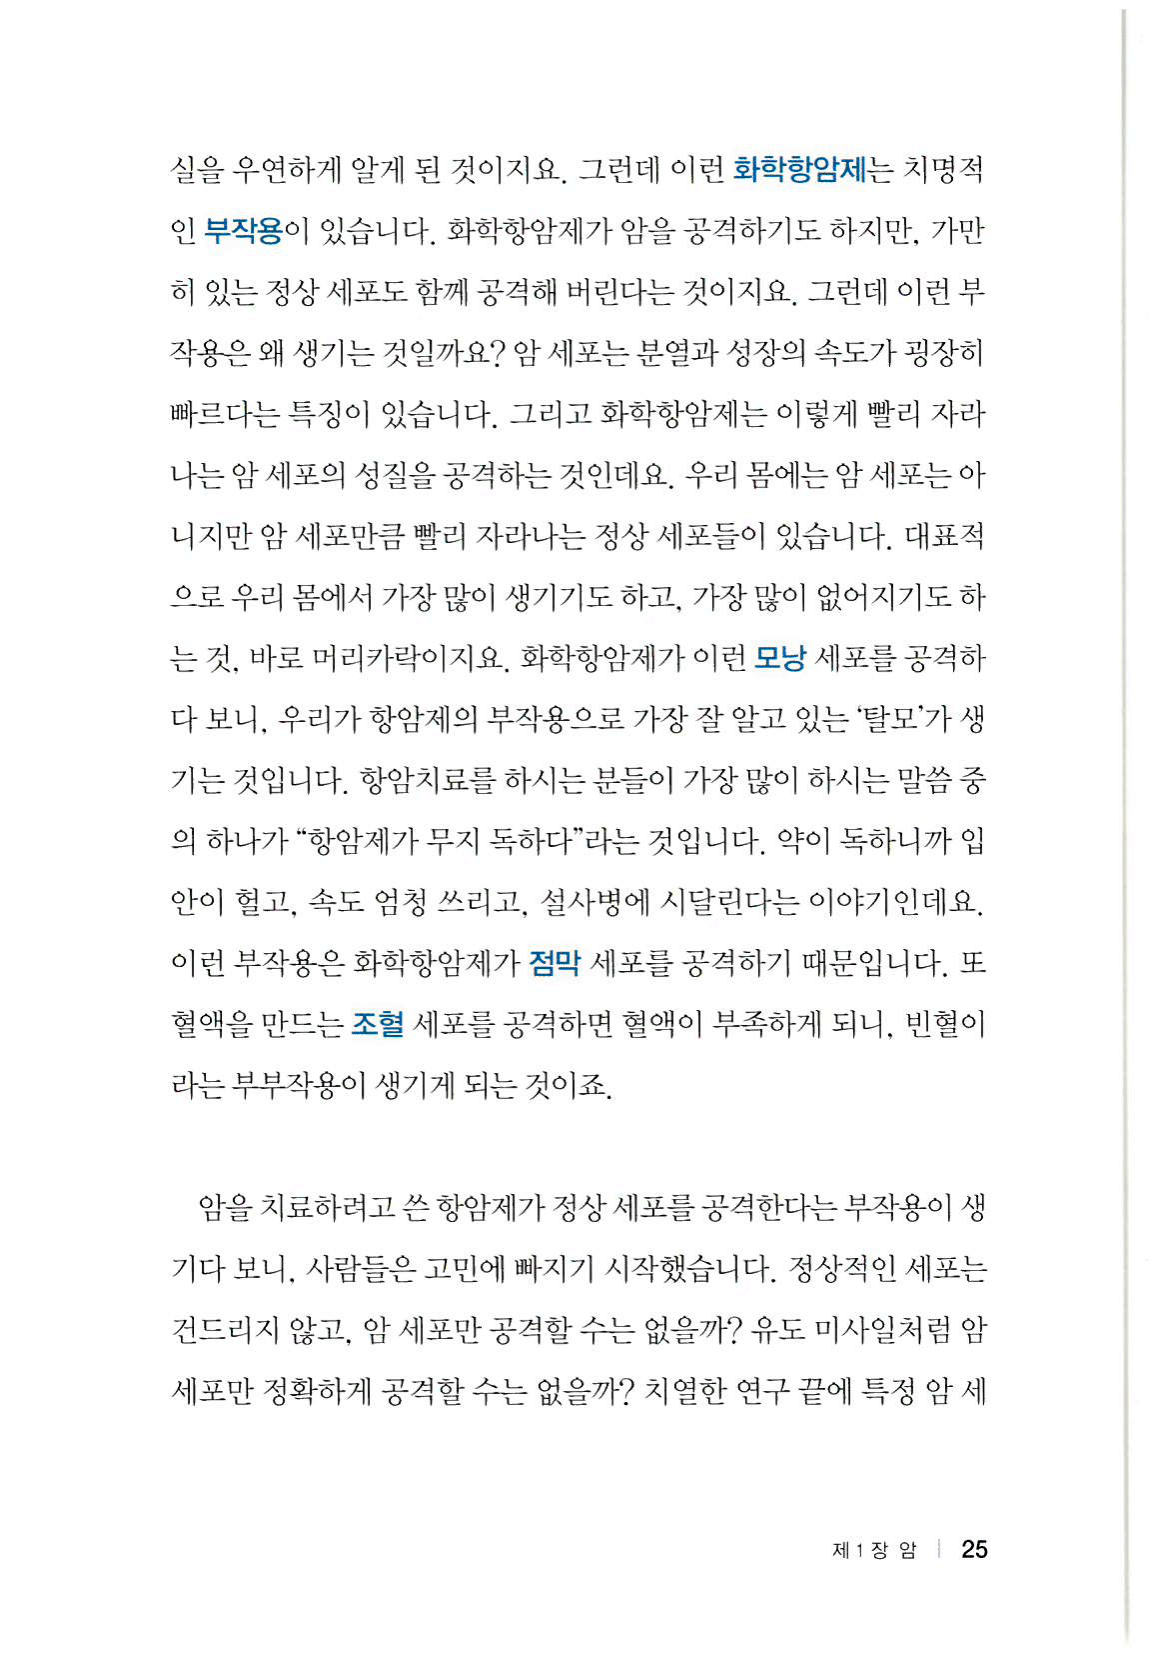 실을 우연하게 알게 된 것이지요. 그런데 이런 화학항암제는 치명적
인 부작용이 있습니다. 화학항암제가 암을 공격하기도 하지만, 가만
히 있는 정상 세포도 함께 공격해 버린다는 것이지요. 그런데 이런 부
작용은 왜 생기는 것일까요? 암 세포는 분열과 성장의 속도가 굉장히
빠르다는 특징이 있습니다. 그리고 화학항암제는 이렇게 빨리 자라
나는 암 세포의 성질을 공격하는 것인데요. 우리 몸에는 암 세포는 아
니지만 암 세포만큼 빨리 자라나는 정상 세포들이 있습니다. 대표적
으로 우리 몸에서 가장 많이 생기기도 하고, 가장 많이 없어지기도 하
는 것, 바로 머리카락이지요. 화학항암제가 이런 모낭 세포를 공격하
다 보니, 우리가 항암제의 부작용으로 가장 잘 알고 있는 ‘탈모’가 생
기는 것입니다. 항암치료를 하시는 분들이 가장 많이 하시는 말씀 중
의 하나가 “항암제가 무지 독하다”라는 것입니다. 약이 독하니까 입
안이 헐고, 속도 엄청 쓰리고, 설사병에 시달린다는 이야기인데요.
이런 부작용은 화학항암제가 점막 세포를 공격하기 때문입니다. 또
혈액을 만드는 조혈 세포를 공격하면 혈액이 부족하게 되니, 빈혈이
라는 부부작용이 생기게 되는 것이죠.
암을 치료하려고 쓴 항암제가 정상 세포를 공격한다는 부작용이 생
기다 보니, 사람들은 고민에 빠지기 시작했습니다. 정상적인 세포는
건드리지 않고, 암 세포만 공격할 수는 없을까? 유도 미사일처럼 암
세포만 정확하게 공격할 수는 없을까? 치열한 연구 끝에 특정 암 세
제1장 암 | 25